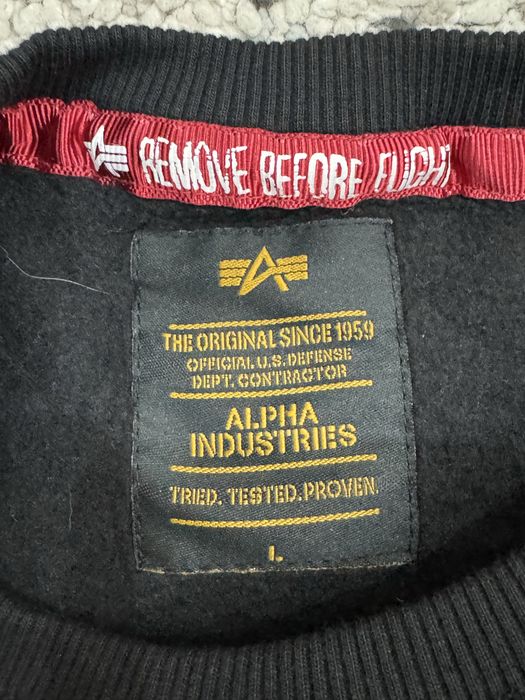 REMOVE BEFORE FLIGHT
THE ORIGINAL SINCE 1959
OFFICIAL U.S. DEFENSE
DEPT. CONTRACTOR
ALPHA
INDUSTRIES
TRIED. TESTED. PROVEN.
L